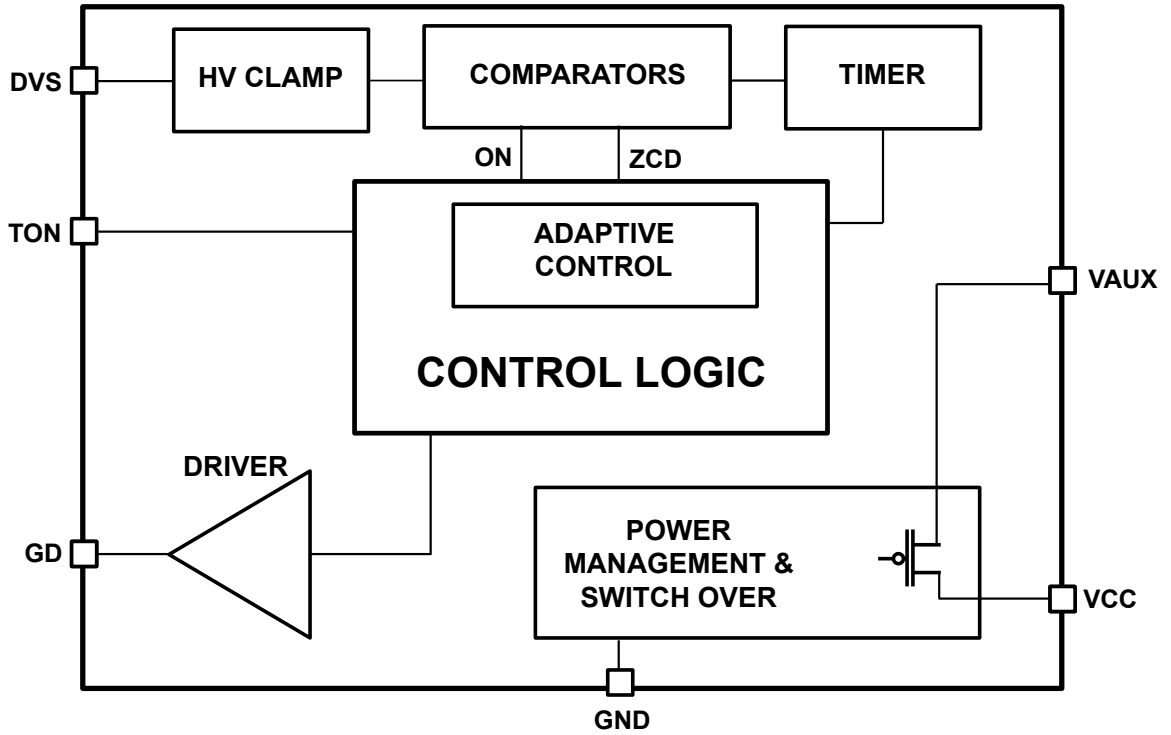 DVS
HV CLAMP
COMPARATORS
TIMER
ON
ZCD
TON
ADAPTIVE
CONTROL
CONTROL LOGIC
VAUX
DRIVER
GD
POWER
MANAGEMENT &
SWITCH OVER
VCC
GND